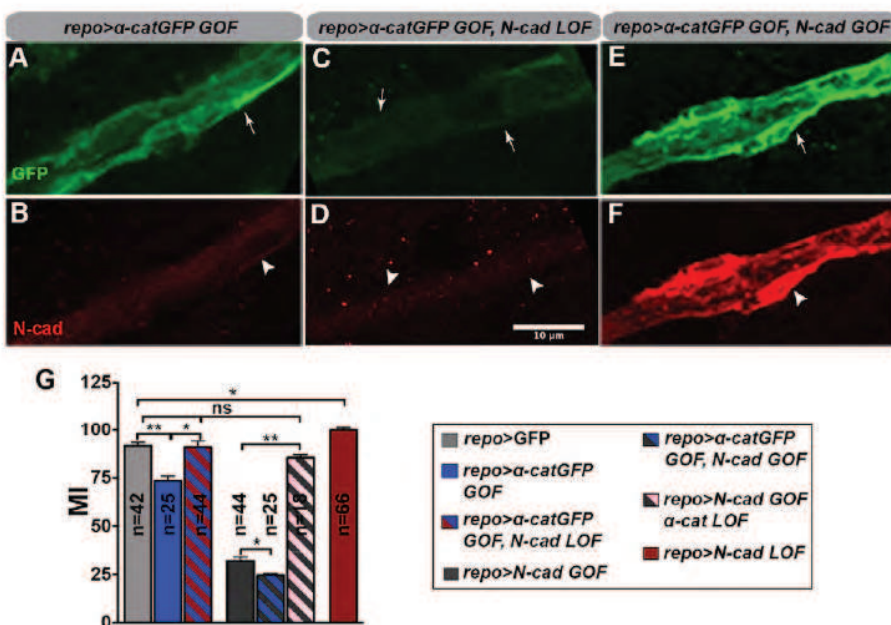 repo>α-catGFP GOF
repo>α-catGFP GOF, N-cad LOF
repo>α-catGFP GOF, N-cad GOF
A
C
E
GFP
B
D
F
N-cad
10 µm
G
125
100
75
50
25
0
MI
*
ns
**
*
**
*
n=42
n=25
n=44
n=44
n=25
n=18
n=66
repo>GFP
repo>α-catGFP
GOF
repo>α-catGFP
GOF, N-cad LOF
repo>N-cad GOF
repo>α-catGFP
GOF, N-cad GOF
repo>N-cad GOF
α-cat LOF
repo>N-cad LOF